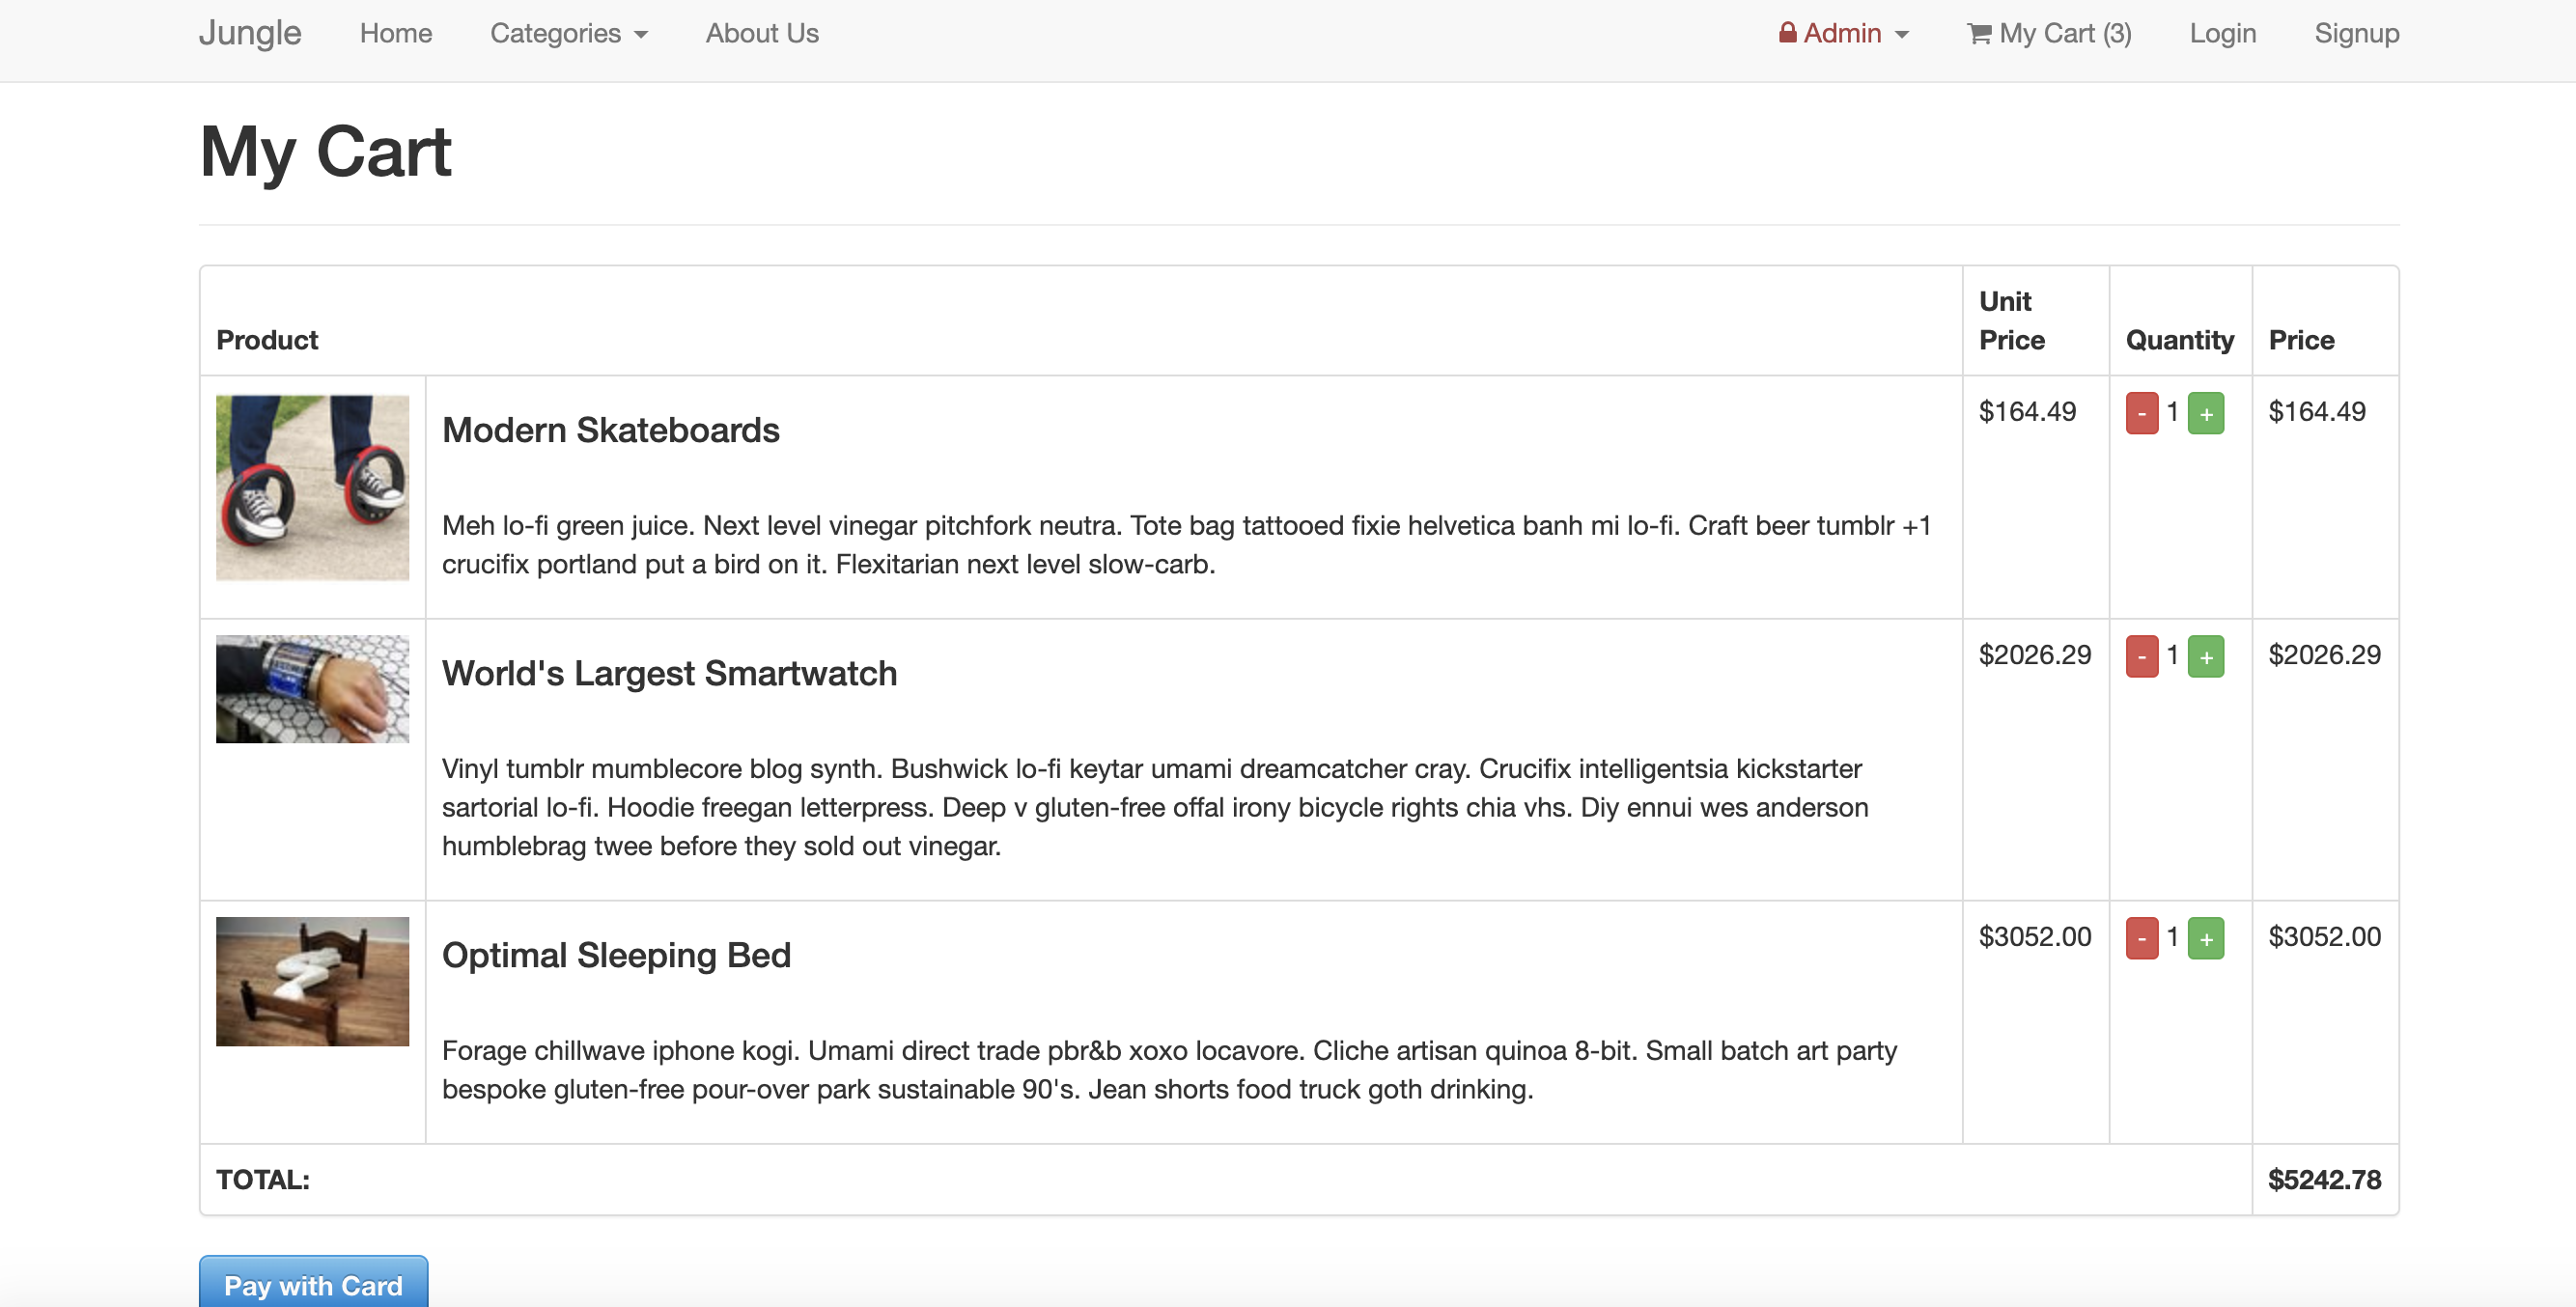 Jungle Home Categories About Us Admin My Cart (3) Login Signup
My Cart
Product Unit Price Quantity Price
Modern Skateboards $164.49 - 1 + $164.49
Meh lo-fi green juice. Next level vinegar pitchfork neutra. Tote bag tattooed fixie helvetica banh mi lo-fi. Craft beer tumblr +1
crucifix portland put a bird on it. Flexitarian next level slow-carb.
World's Largest Smartwatch $2026.29 - 1 + $2026.29
Vinyl tumblr mumblecore blog synth. Bushwick lo-fi keytar umami dreamcatcher cray. Crucifix intelligentsia kickstarter
sartorial lo-fi. Hoodie freegan letterpress. Deep v gluten-free offal irony bicycle rights chia vhs. Diy ennui wes anderson
humblebrag twee before they sold out vinegar.
Optimal Sleeping Bed $3052.00 - 1 + $3052.00
Forage chillwave iphone kogi. Umami direct trade pbr&b xoxo locavore. Cliche artisan quinoa 8-bit. Small batch art party
bespoke gluten-free pour-over park sustainable 90's. Jean shorts food truck goth drinking.
TOTAL: $5242.78
Pay with Card